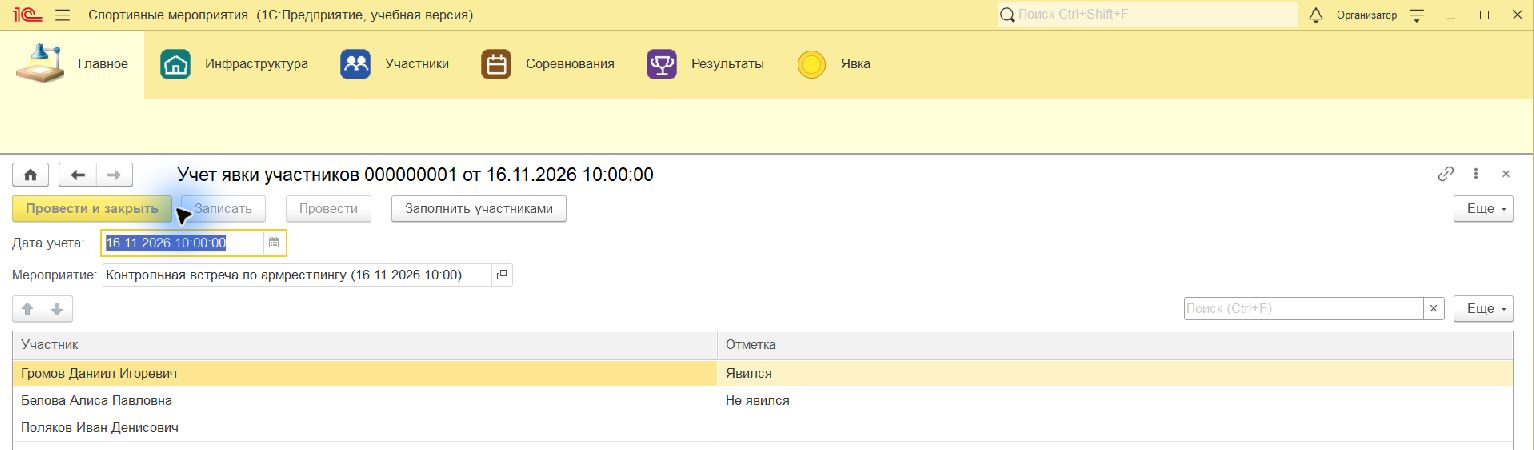 1С Спортивные мероприятия (1С:Предприятие, учебная версия) Поиск Ctrl+Shift+F Организатор
Главное Инфраструктура Участники Соревнования Результаты Явка
Учет явки участников 000000001 от 16.11.2026 10:00:00
Провести и закрыть Записать Провести Заполнить участниками Еще
Дата учета: 16.11.2026 10:00:00
Мероприятие: Контрольная встреча по армрестлингу (16.11.2026 10:00)
Поиск (Ctrl+F) Еще
Участник Отметка
Громов Даниил Игоревич Явился
Белова Алиса Павловна Не явился
Поляков Иван Денисович